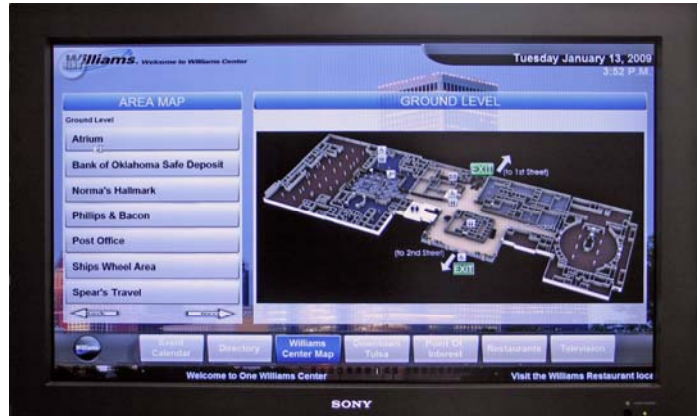 Williams. Welcome to Williams Center
Tuesday January 13, 2009
3:52 P.M.
AREA MAP
GROUND LEVEL
Ground Level
Atrium
Bank of Oklahoma Safe Deposit
Norma's Hallmark
Philips & Bacon
Post Office
Ships Wheel Area
Spear's Travel
EXIT
(to 1st Street)
(to 2nd Street)
EXIT
Williams
Event
Calendar
Directory
Williams
Center Map
Downtown
Tulsa
Point Of
Interest
Restaurants
Television
Welcome to One Williams Center
Visit the Williams Restaurant loca
SONY